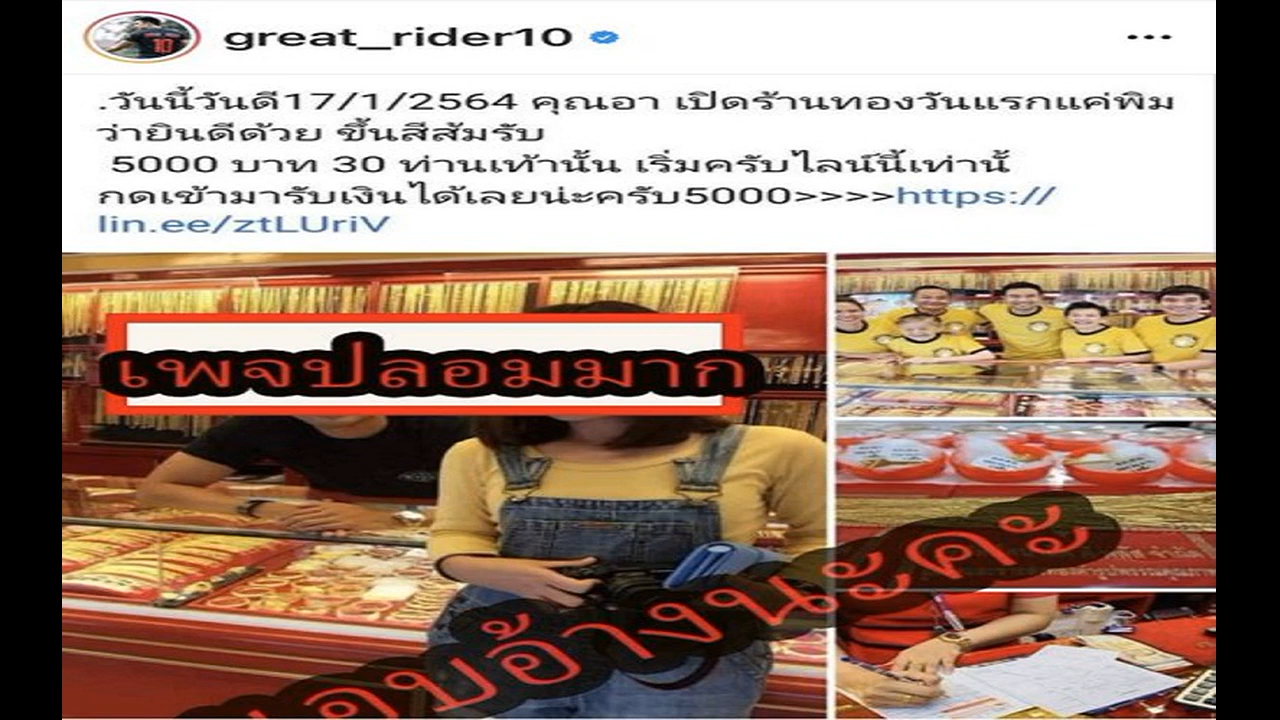 great_rider10
.วันนี้วันดี17/1/2564 คุณอา เปิดร้านทองวันแรกแค่พิม
ว่ายินดีด้วย ขึ้นสีส้มรับ
5000 บาท 30 ท่านเท้านั้น เริ่มครับไลน์นี้เท่านั้
กดเข้ามารับเงินได้เลยน่ะครับ5000>>>>https://
lin.ee/ztLUriV
เพจปลอมมาก
อบอ้างนะคะ